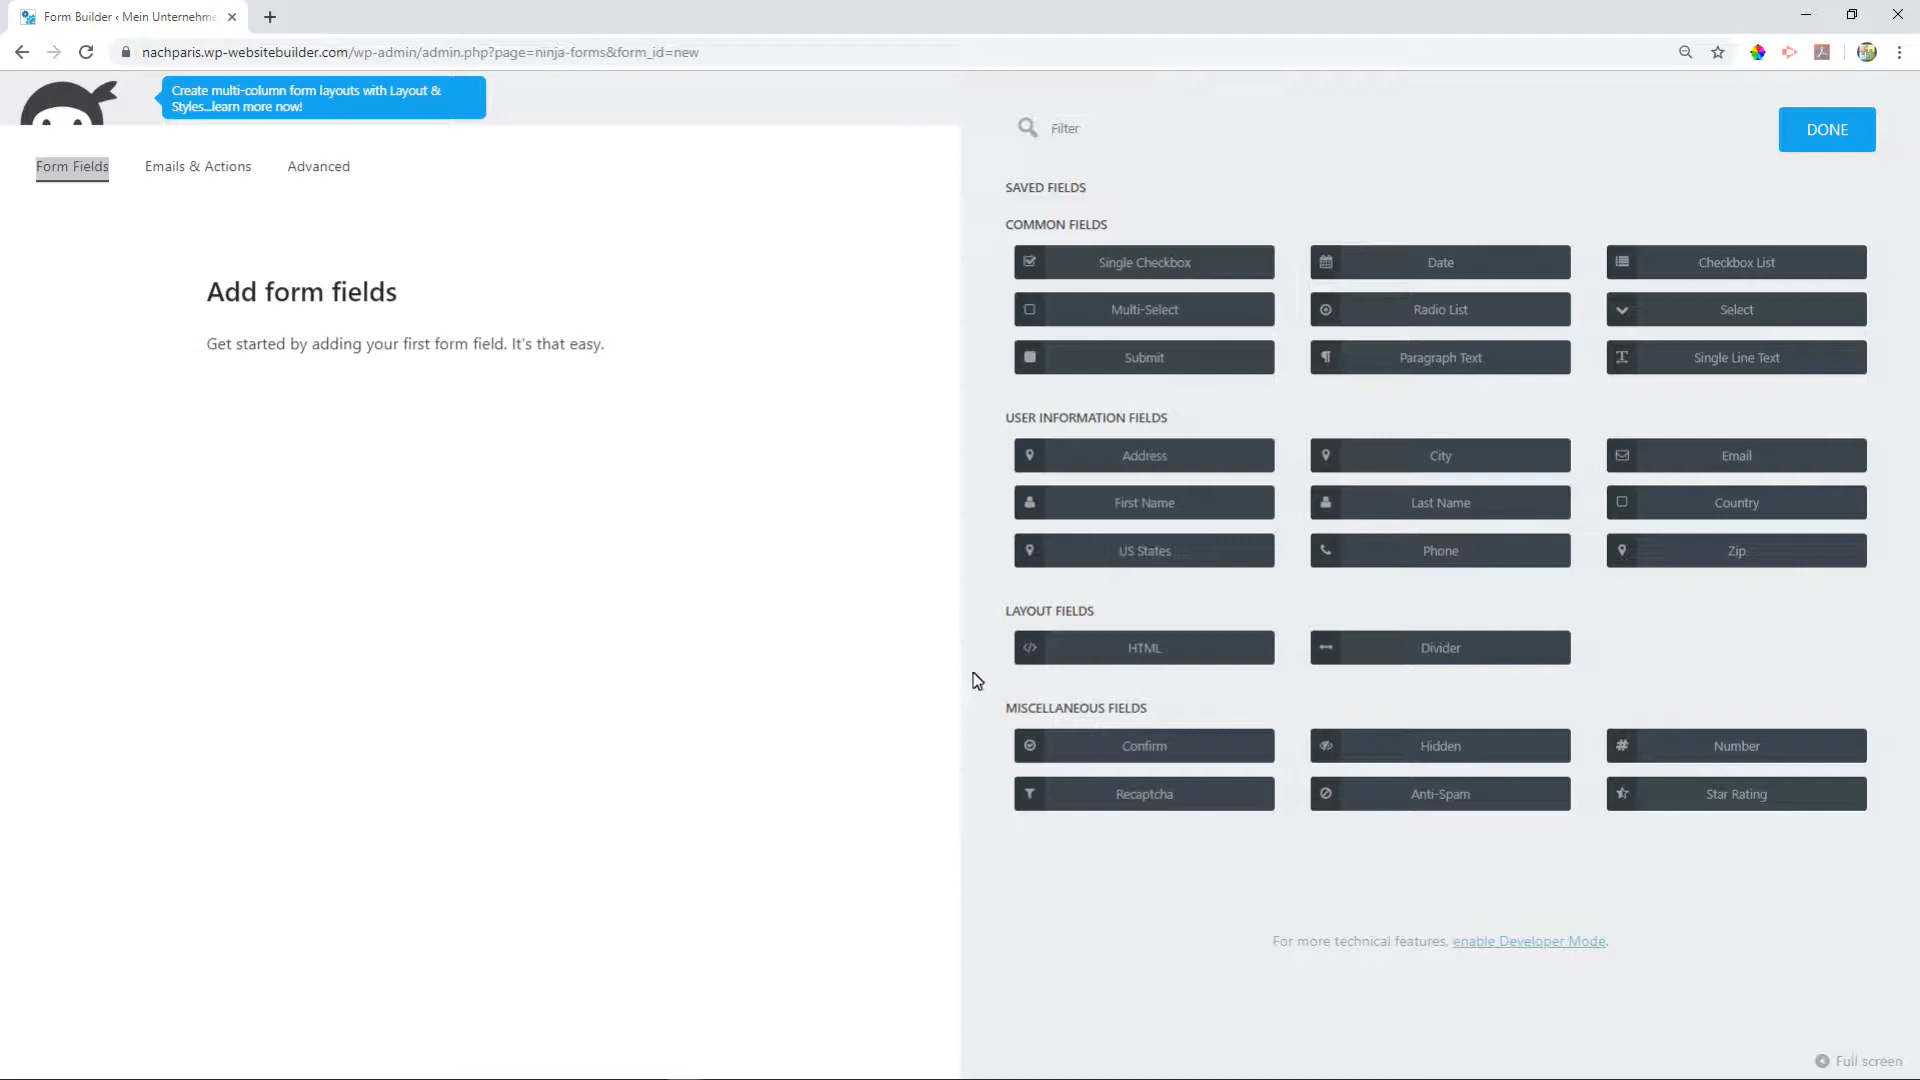 Form Builder ‹ Mein Unternehme
nachparis.wp-websitebuilder.com/wp-admin/admin.php?page=ninja-forms&form_id=new
Create multi-column form layouts with Layout &
Styles...learn more now!
Filter
DONE
Form Fields
Emails & Actions
Advanced
Add form fields
Get started by adding your first form field. It's that easy.
SAVED FIELDS
COMMON FIELDS
Single Checkbox
Date
Checkbox List
Multi-Select
Radio List
Select
Submit
Paragraph Text
Single Line Text
USER INFORMATION FIELDS
Address
City
Email
First Name
Last Name
Country
US States
Phone
Zip
LAYOUT FIELDS
HTML
Divider
MISCELLANEOUS FIELDS
Confirm
Hidden
Number
Recaptcha
Anti-Spam
Star Rating
For more technical features, enable Developer Mode.
Full screen